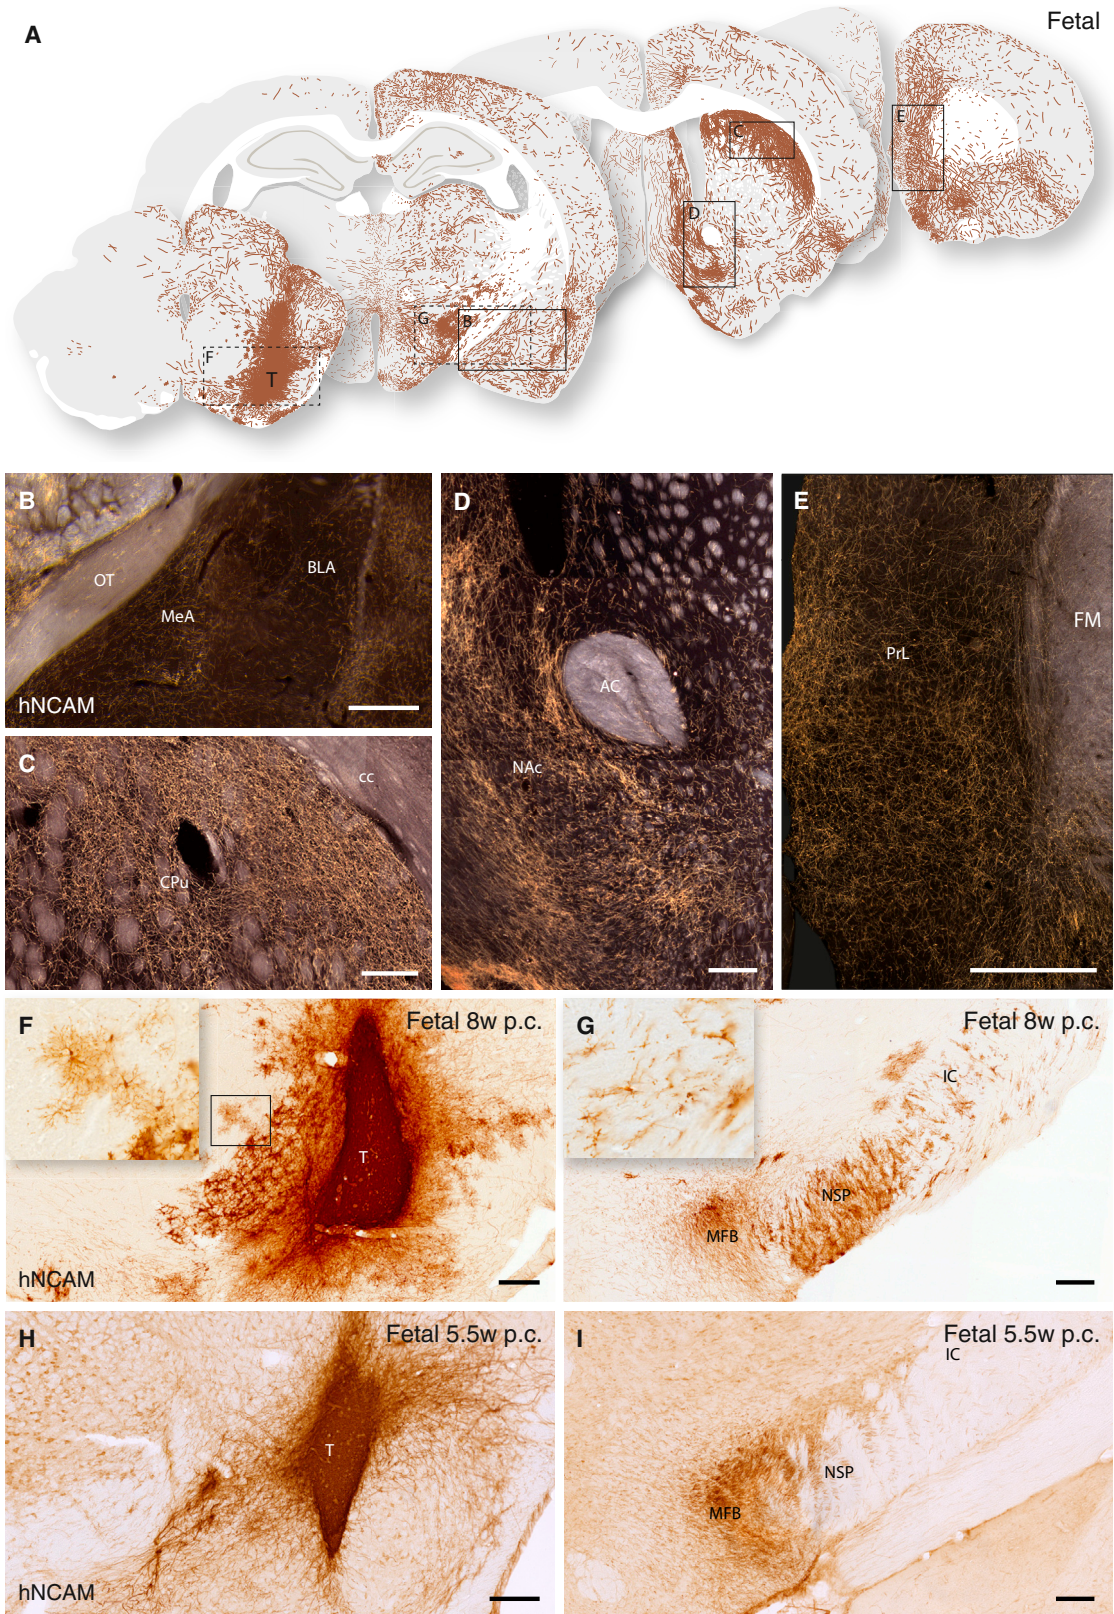 A
Fetal
E
C
D
G
B
F
T
B
OT
BLA
MeA
hNCAM
C
cc
CPu
D
AC
NAc
E
FM
PrL
F
Fetal 8w p.c.
T
hNCAM
G
Fetal 8w p.c.
IC
NSP
MFB
H
Fetal 5.5w p.c.
T
hNCAM
I
Fetal 5.5w p.c.
IC
NSP
MFB